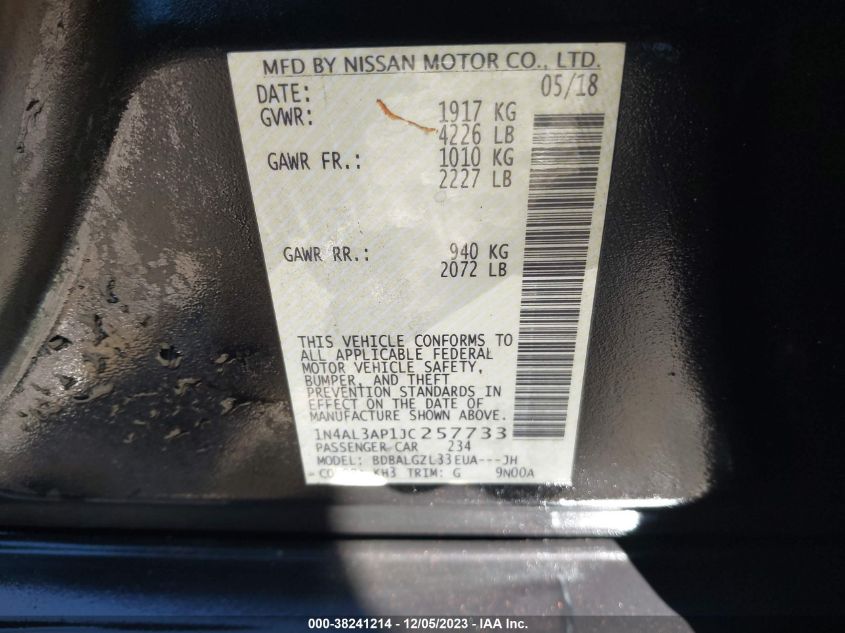 MFD BY NISSAN MOTOR CO., LTD.
DATE: 05/18
GVWR: 1917 KG
4226 LB
GAWR FR.: 1010 KG
2227 LB
GAWR RR.: 940 KG
2072 LB
THIS VEHICLE CONFORMS TO
ALL APPLICABLE FEDERAL
MOTOR VEHICLE SAFETY,
BUMPER, AND THEFT
PREVENTION STANDARDS IN
EFFECT ON THE DATE OF
MANUFACTURE SHOWN ABOVE.
1N4AL3AP1JC257733
PASSENGER CAR 234
MODEL: BDBALGZL33EUA---JH
KH3 TRIM: G 9N00A
000-38241214 - 12/05/2023 - IAA Inc.